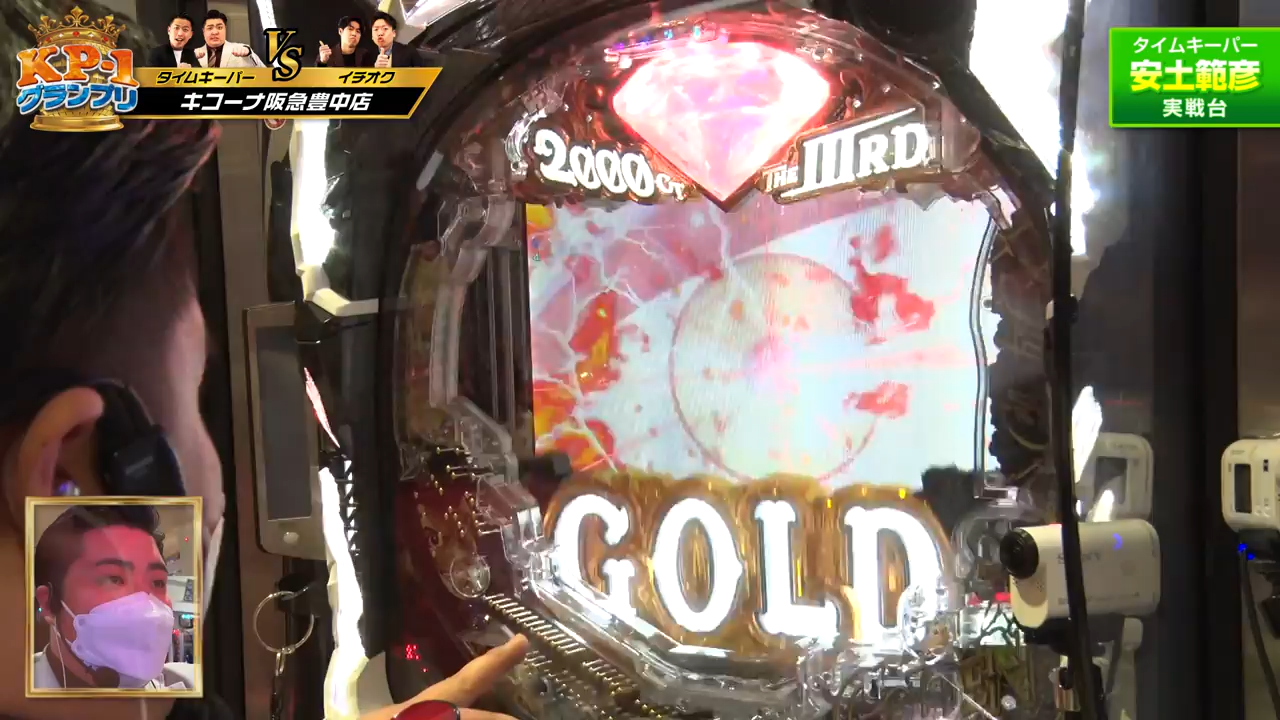 KP-1
グランプリ
タイムキーパー
VS
イチオク
キコーナ阪急豊中店
タイムキーパー
安土範彦
実戦台
2000CT
THE IIIRD
GOLD